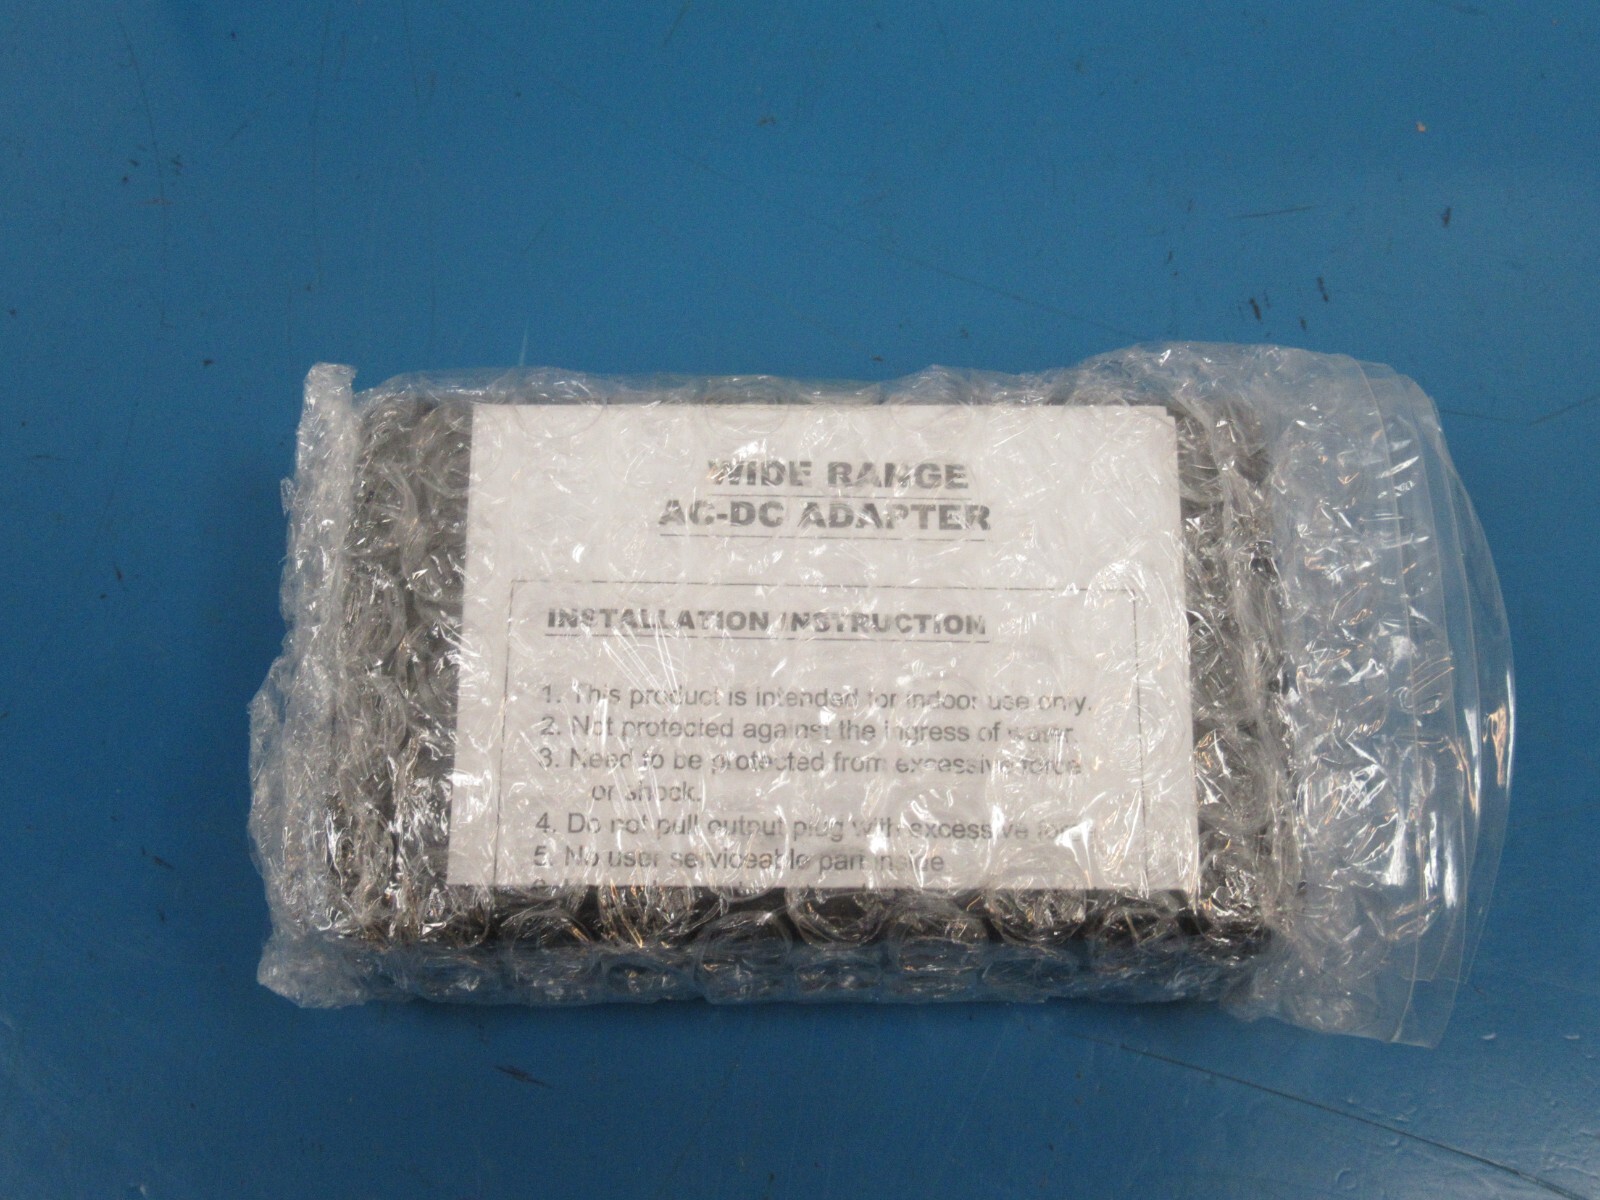 WIDE RANGE
AC-DC ADAPTER
INSTALLATION INSTRUCTION
1. This product is intended for indoor use only.
2. Not protected against the ingress of water.
3. Need to be protected from excessive force
or shock.
4. Do not pull output plug with excessive force
5. No user serviceable part inside